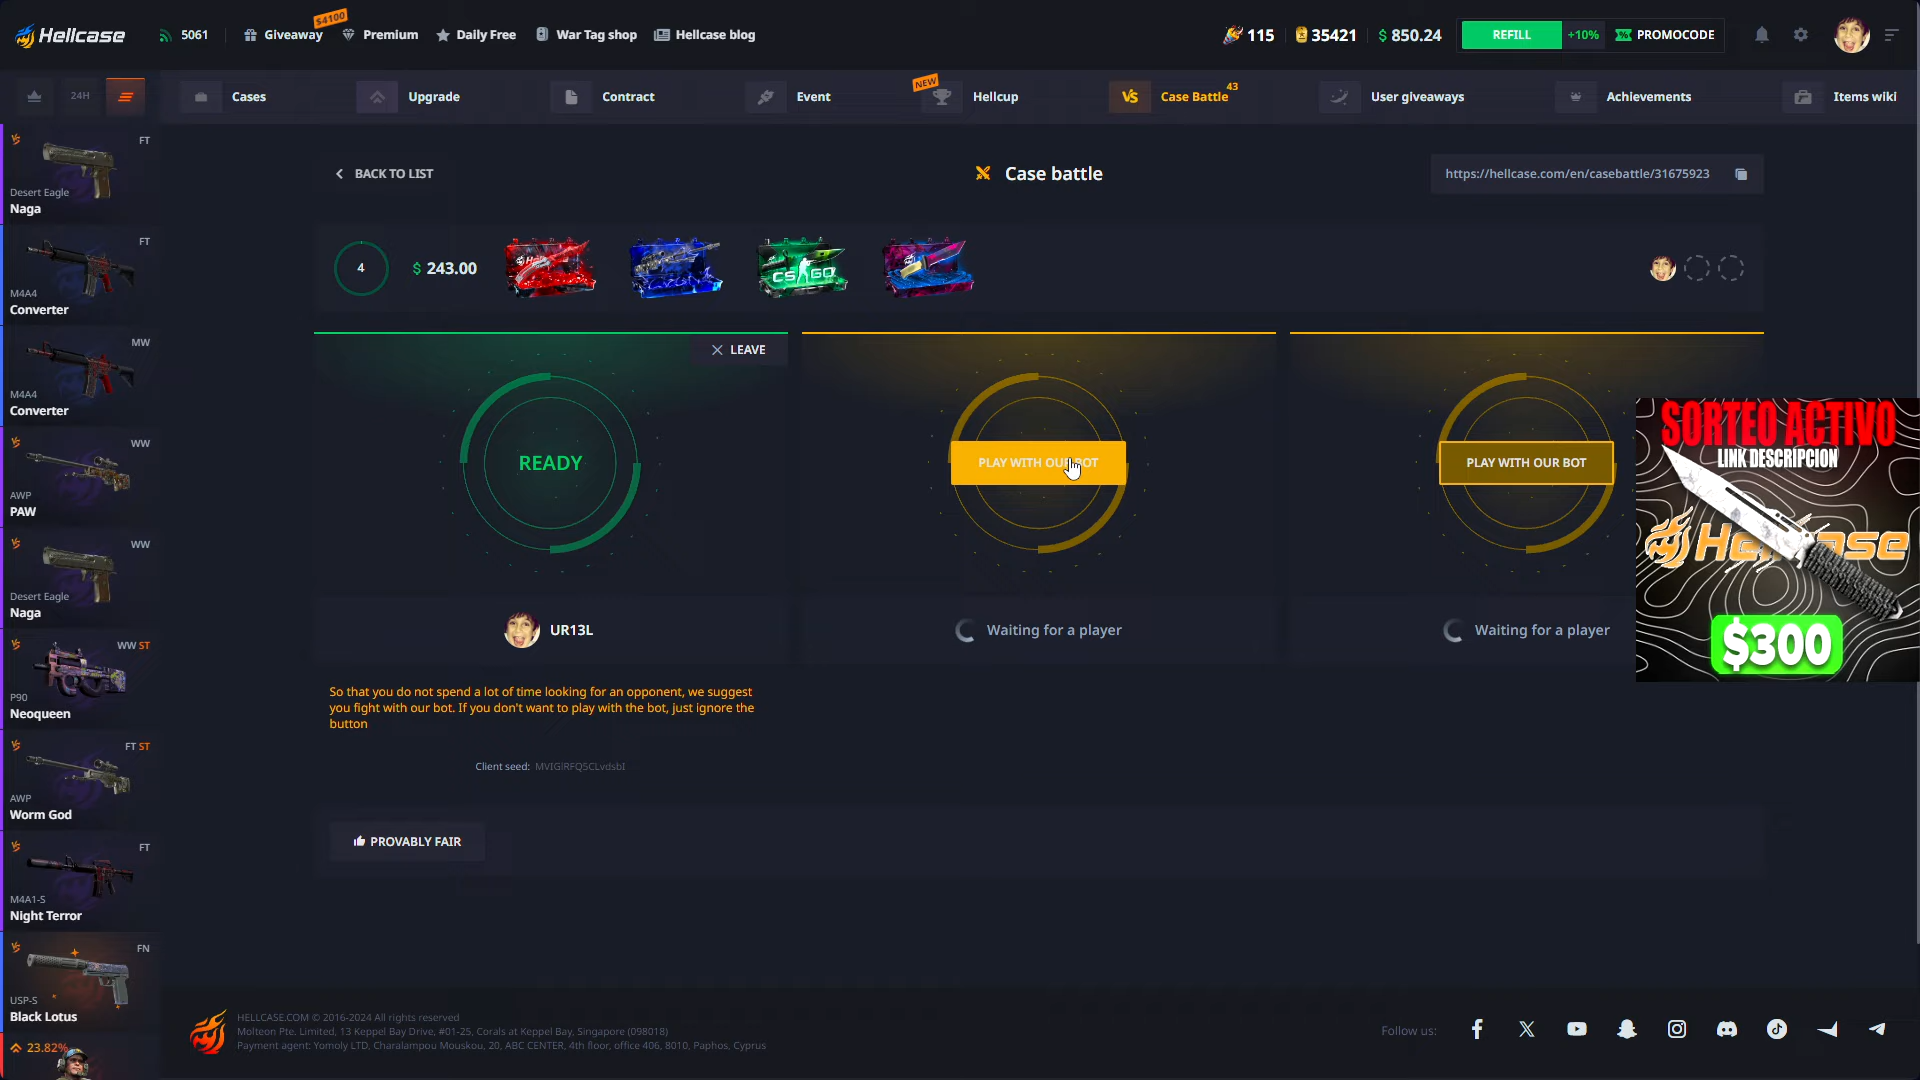 Hellcase
5061
Giveaway
$4100
Premium
Daily Free
War Tag shop
Hellcase blog
115
35421
$ 850.24
REFILL
+10%
PROMOCODE
24H
Cases
Upgrade
Contract
Event
NEW
Hellcup
VS
Case Battle
43
User giveaways
Achievements
Items wiki
BACK TO LIST
Case battle
https://hellcase.com/en/casebattle/31675923
4
$ 243.00
CS GO
LEAVE
READY
PLAY WITH OUR BOT
PLAY WITH OUR BOT
UR13L
Waiting for a player
Waiting for a player
So that you do not spend a lot of time looking for an opponent, we suggest
you fight with our bot. If you don't want to play with the bot, just ignore the
button
Client seed:
PROVABLY FAIR
SORTEO ACTIVO
LINK DESCRIPCION
Hellcase
$300
FT
Desert Eagle
Naga
FT
M4A4
Converter
MW
M4A4
Converter
WW
AWP
PAW
WW
Desert Eagle
Naga
WW ST
P90
Neoqueen
FT ST
AWP
Worm God
FT
M4A1-S
Night Terror
FN
USP-S
Black Lotus
23.82%
HELLCASE.COM © 2016-2024 All rights reserved
Molteon Pte. Limited, 13 Keppel Bay Drive, #01-25, Corals at Keppel Bay, Singapore (098018)
Payment agent: Yomoly LTD, Charalampou Mouskou, 20, ABC CENTER, 4th floor, office 406, 8010, Paphos, Cyprus
Follow us: